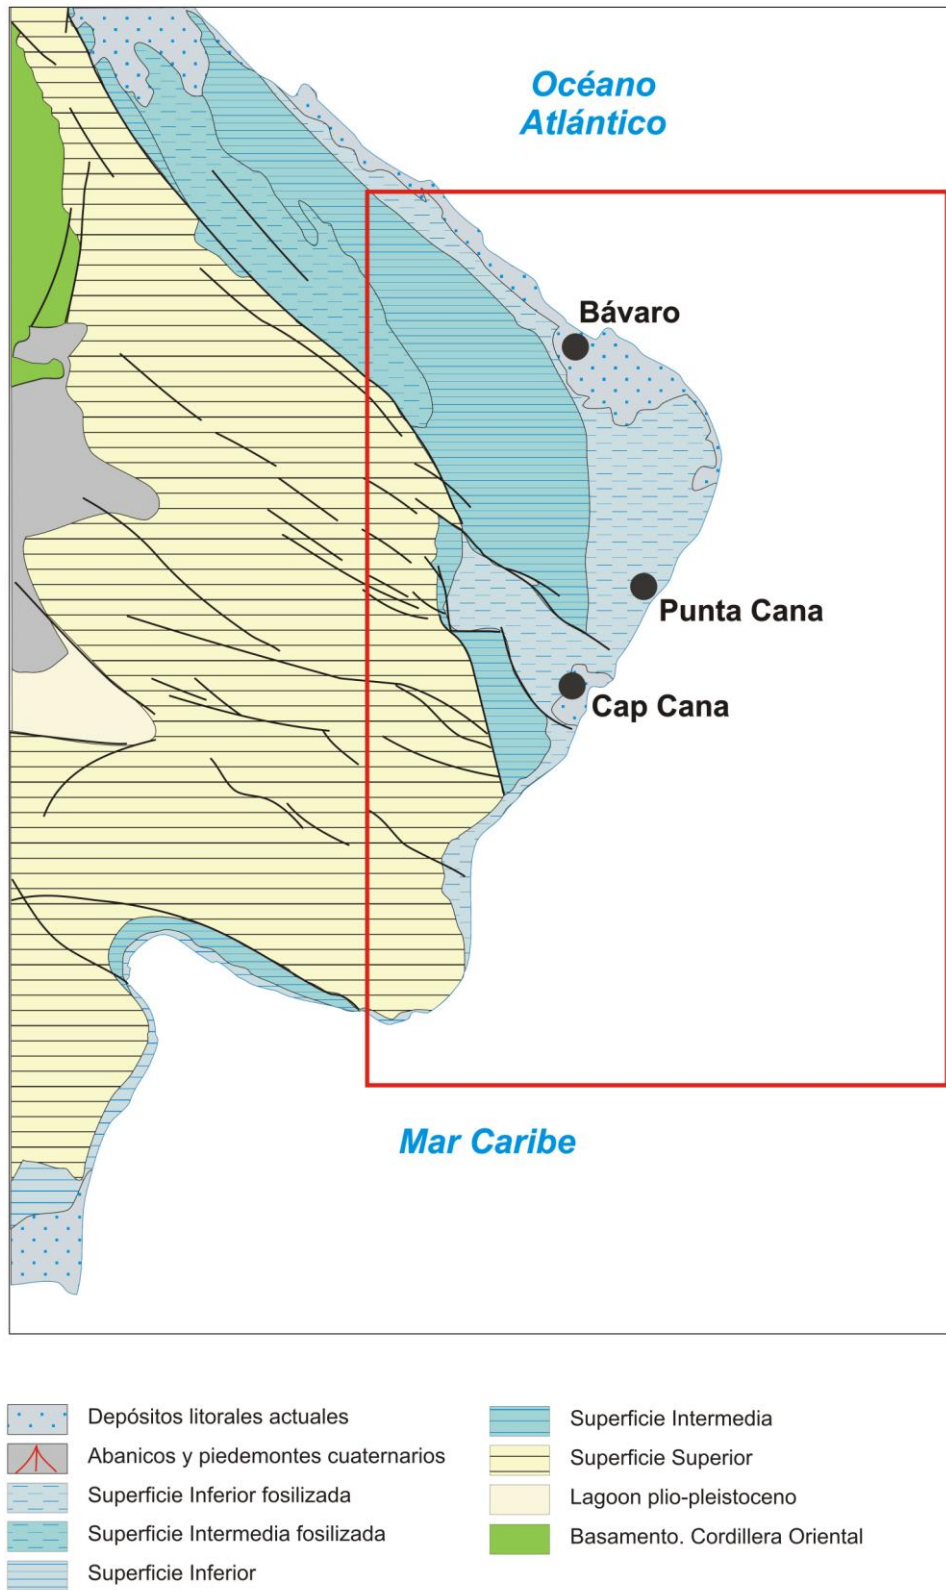 Océano
Atlántico
Bávaro
Punta Cana
Cap Cana
Mar Caribe
Depósitos litorales actuales
Abanicos y piedemontes cuaternarios
Superficie Inferior fosilizada
Superficie Intermedia fosilizada
Superficie Inferior
Superficie Intermedia
Superficie Superior
Lagoon plio-pleistoceno
Basamento. Cordillera Oriental